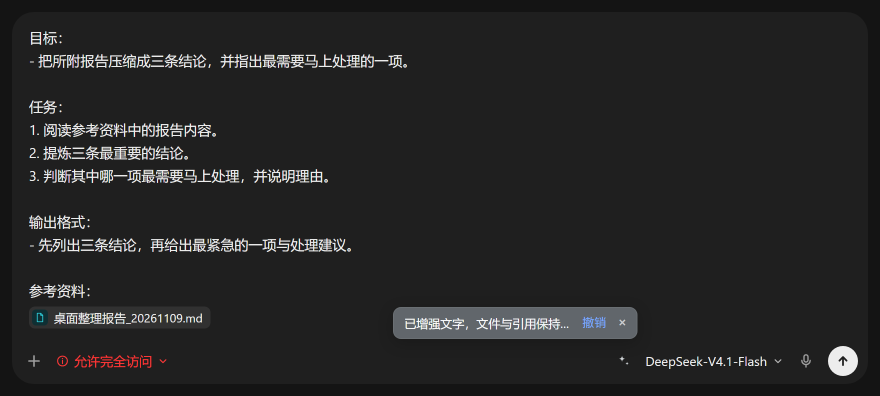 目标：
- 把所附报告压缩成三条结论，并指出最需要马上处理的一项。
任务：
1. 阅读参考资料中的报告内容。
2. 提炼三条最重要的结论。
3. 判断其中哪一项最需要马上处理，并说明理由。
输出格式：
- 先列出三条结论，再给出最紧急的一项与处理建议。
参考资料：
桌面整理报告_20261109.md
已增强文字，文件与引用保持... 撤销 ×
允许完全访问
DeepSeek-V4.1-Flash